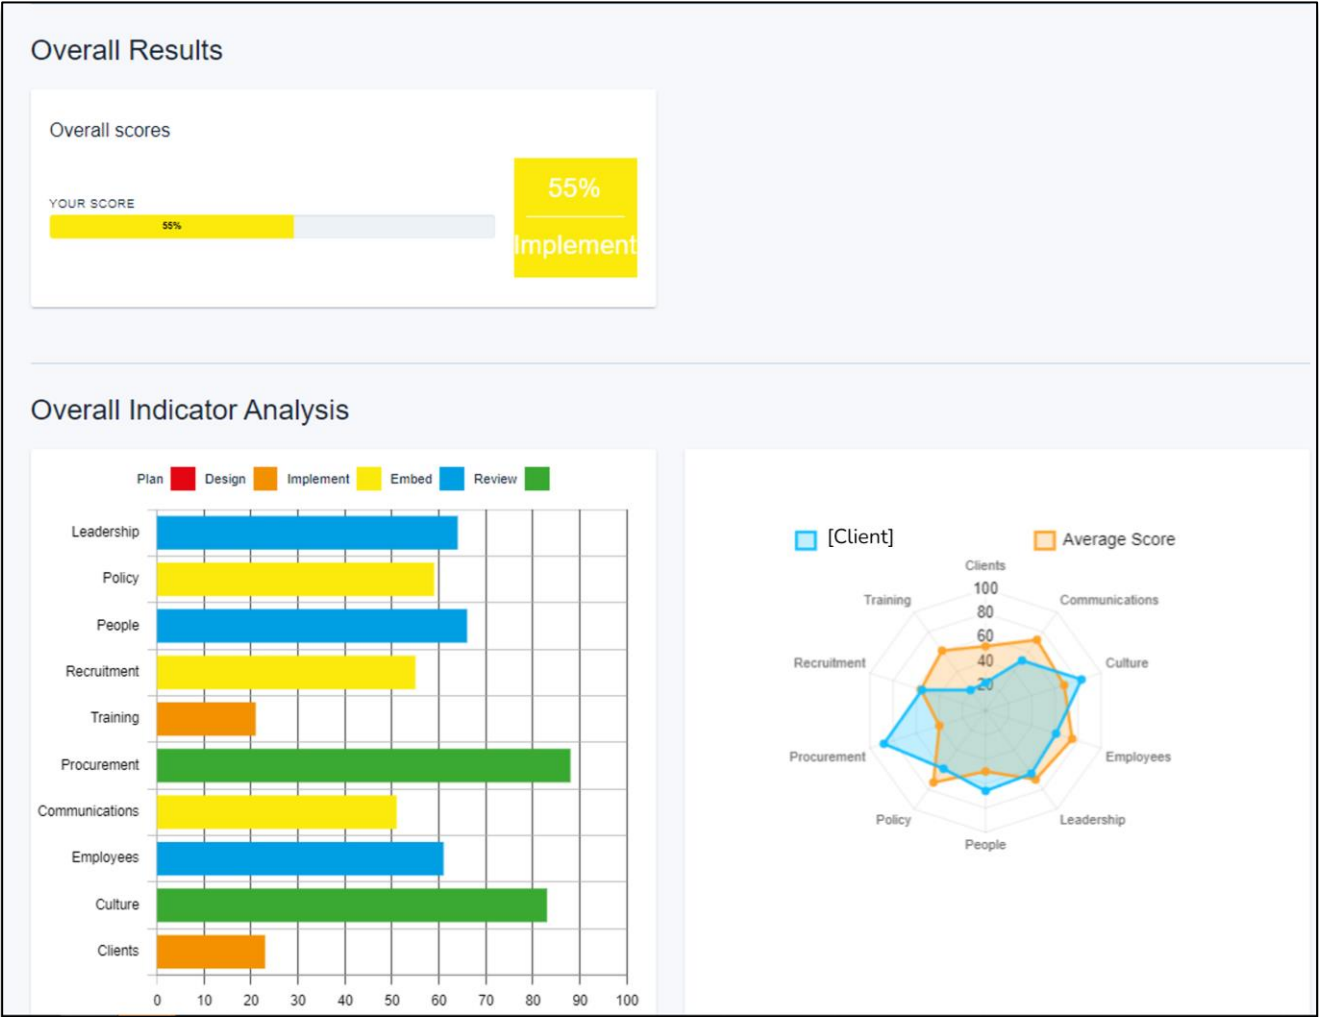 Overall Results
Overall scores
YOUR SCORE
55%
55%
Implement
Overall Indicator Analysis
Plan Design Implement Embed Review
Leadership
Policy
People
Recruitment
Training
Procurement
Communications
Employees
Culture
Clients
0 10 20 30 40 50 60 70 80 90 100
[Client] Average Score
Clients
100
80
60
40
20
Communications
Culture
Employees
Leadership
People
Policy
Procurement
Recruitment
Training